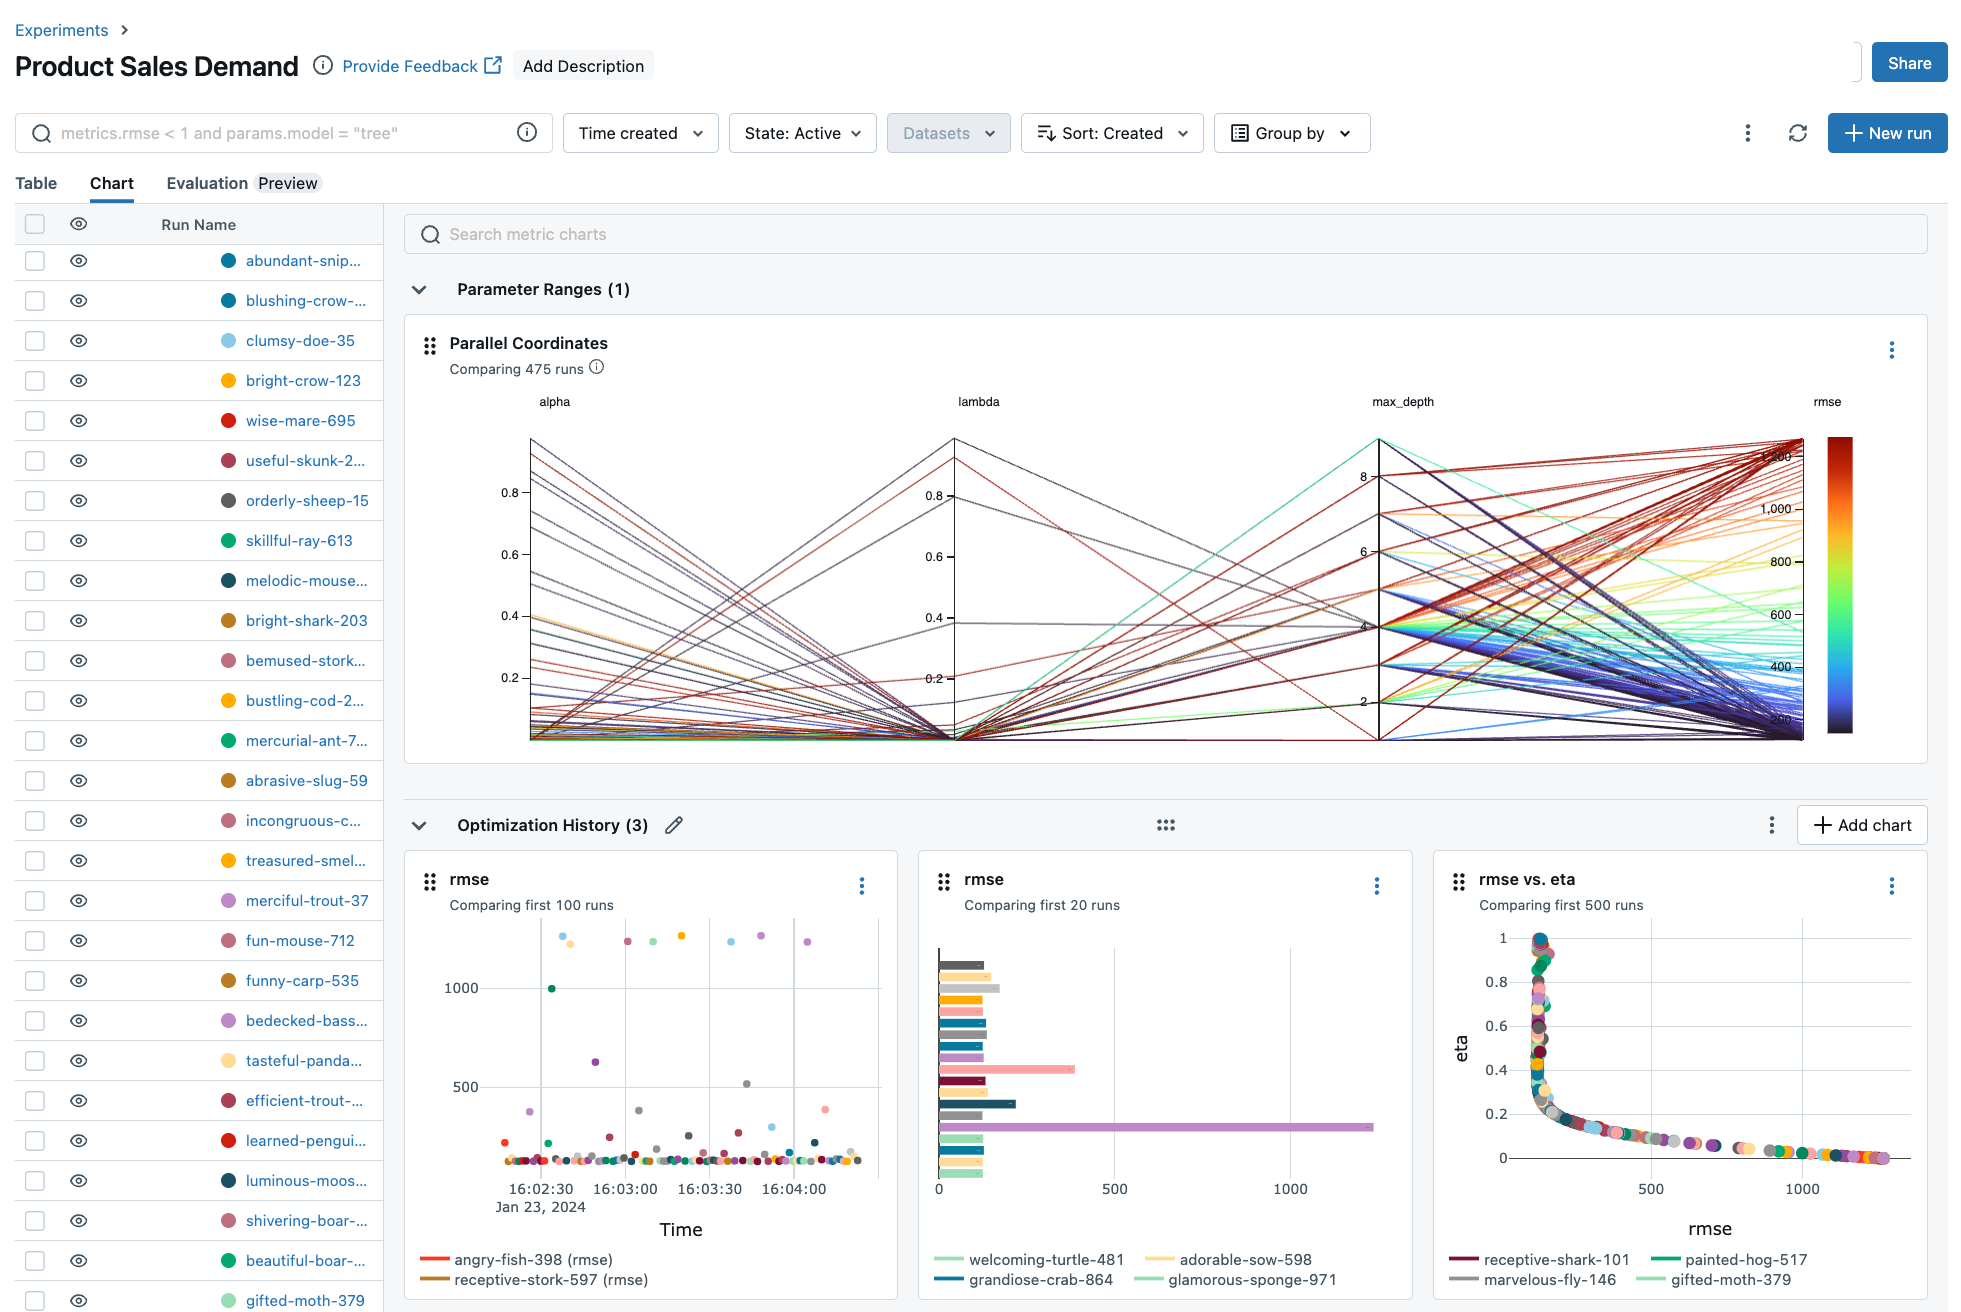 Experiments
Product Sales Demand Provide Feedback Add Description
Share
metrics.rmse < 1 and params.model = "tree" Time created State: Active Datasets Sort: Created Group by New run
Table Chart Evaluation Preview
Run Name
abundant-snip...
blushing-crow-...
clumsy-doe-35
bright-crow-123
wise-mare-695
useful-skunk-2...
orderly-sheep-15
skillful-ray-613
melodic-mouse...
bright-shark-203
bemused-stork...
bustling-cod-2...
mercurial-ant-7...
abrasive-slug-59
incongruous-c...
treasured-smel...
merciful-trout-37
fun-mouse-712
funny-carp-535
bedecked-bass...
tasteful-panda...
efficient-trout-...
learned-pengui...
luminous-moos...
shivering-boar-...
beautiful-boar-...
gifted-moth-379
Search metric charts
Parameter Ranges (1)
Parallel Coordinates
Comparing 475 runs
alpha lambda max_depth rmse
0.8
0.6
0.4
0.2
0.8
0.6
0.4
0.2
8
6
4
2
1,200
1,000
800
600
400
200
Optimization History (3) Add chart
rmse
Comparing first 100 runs
1000
500
16:02:30 16:03:00 16:03:30 16:04:00
Jan 23, 2024
Time
angry-fish-398 (rmse)
receptive-stork-597 (rmse)
rmse
Comparing first 20 runs
0 500 1000
welcoming-turtle-481 adorable-sow-598
grandiose-crab-864 glamorous-sponge-971
rmse vs. eta
Comparing first 500 runs
1
0.8
0.6
0.4
0.2
0
eta
500 1000
rmse
receptive-shark-101 painted-hog-517
marvelous-fly-146 gifted-moth-379